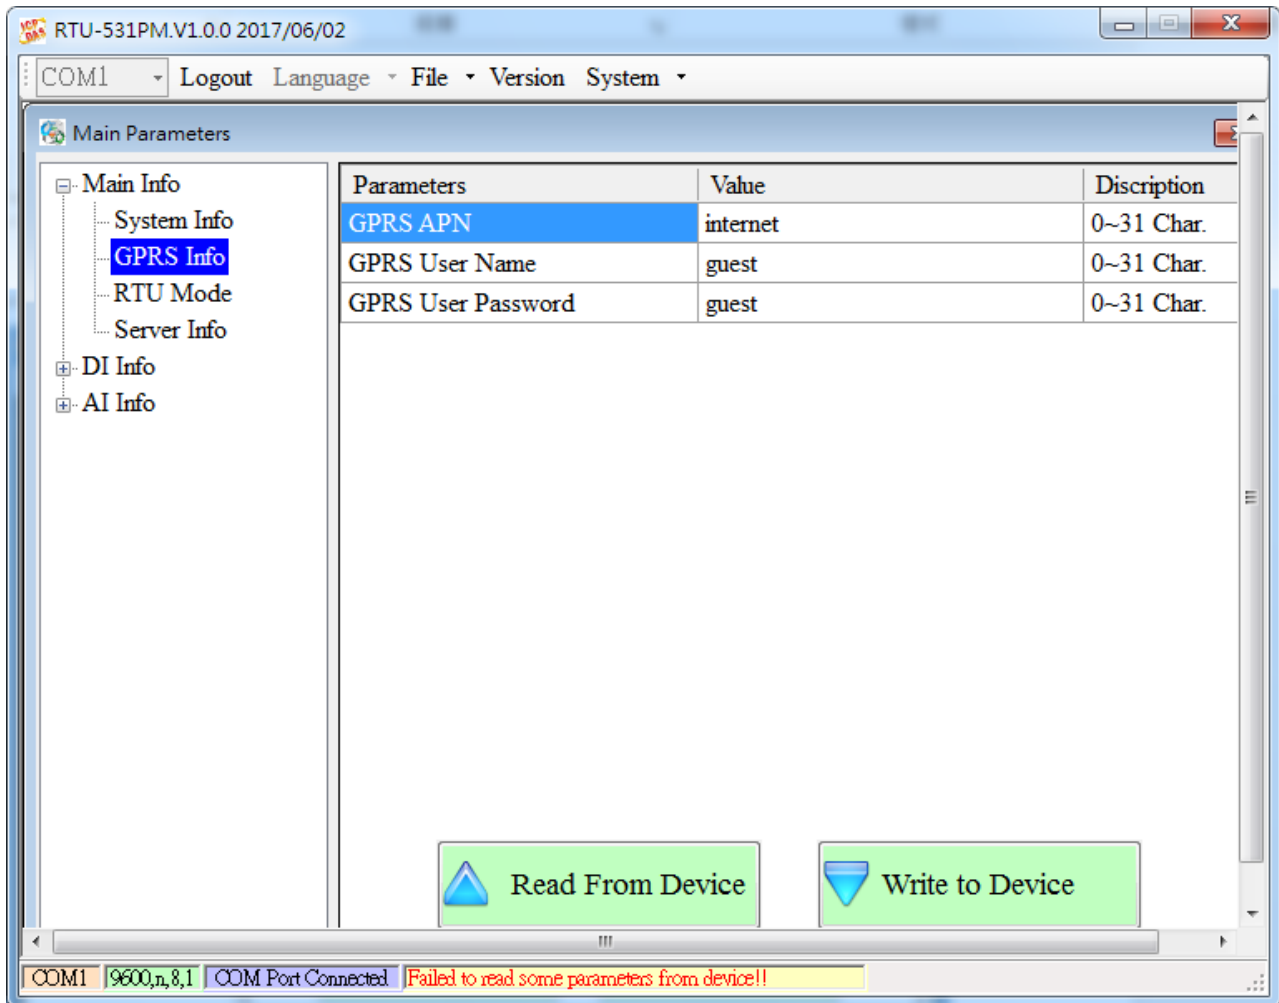 RTU-531PM.V1.0.0 2017/06/02
COM1 Logout Language File Version System
Main Parameters
Main Info
System Info
GPRS Info
RTU Mode
Server Info
DI Info
AI Info
Parameters Value Discription
GPRS APN internet 0~31 Char.
GPRS User Name guest 0~31 Char.
GPRS User Password guest 0~31 Char.
Read From Device Write to Device
COM1 9600,n,8,1 COM Port Connected Failed to read some parameters from device!!